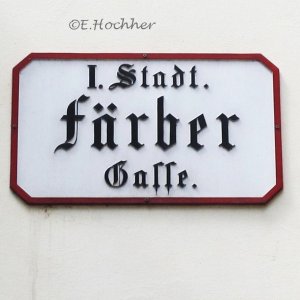 ©E.Hochher
I. Stadt.
Färber
Gaſſe.